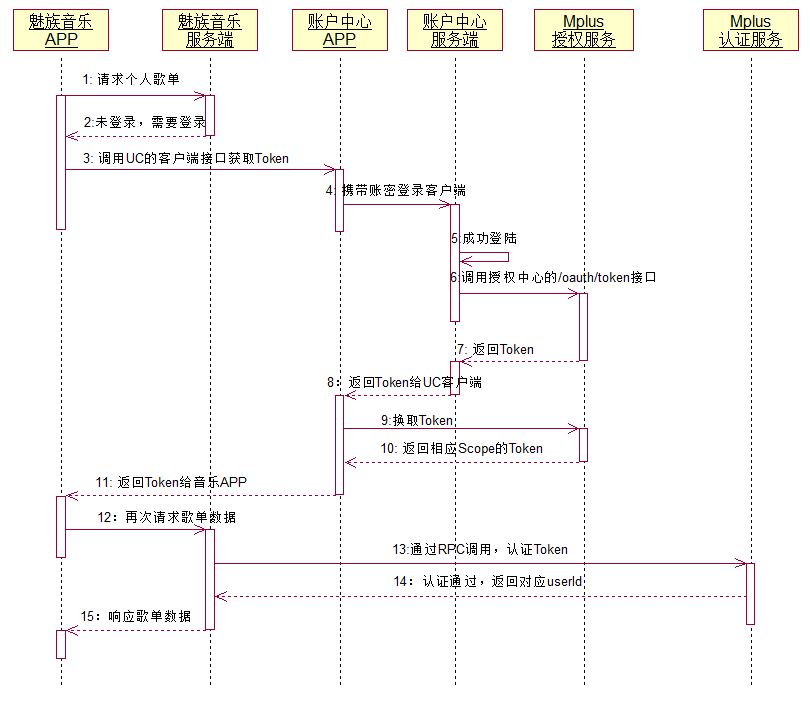 魅族音乐
APP
魅族音乐
服务端
账户中心
APP
账户中心
服务端
Mplus
授权服务
Mplus
认证服务
1: 请求个人歌单
2:未登录，需要登录
3: 调用UC的客户端接口获取Token
4: 携带账密登录客户端
5:成功登陆
6:调用授权中心的/oauth/token接口
7: 返回Token
8：返回Token给UC客户端
9:换取Token
10: 返回相应Scope的Token
11: 返回Token给音乐APP
12：再次请求歌单数据
13:通过RPC调用，认证Token
14：认证通过，返回对应userId
15：响应歌单数据